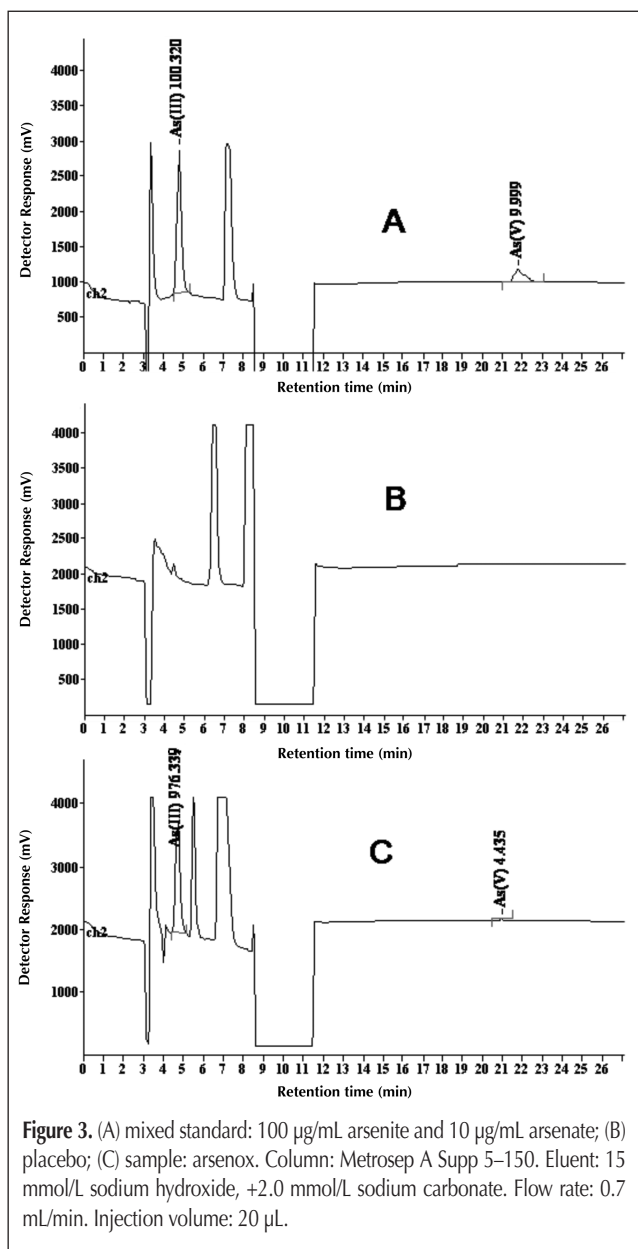 As(III) 100.320
4000
3500
3000
2500
2000
1500
1000
500
Detector Response (mV)
ch2
A
As(V) 9.999
0 1 2 3 4 5 6 7 8 9 10 11 12 13 14 15 16 17 18 19 20 21 22 23 24 25 26
Retention time (min)
4000
3500
3000
2500
2000
1500
1000
500
Detector Response (mV)
ch2
B
0 1 2 3 4 5 6 7 8 9 10 11 12 13 14 15 16 17 18 19 20 21 22 23 24 25 26
Retention time (min)
As(III) 976.339
4000
3000
2000
1000
Detector Response (mV)
ch2
C
As(V) 4.435
0 1 2 3 4 5 6 7 8 9 10 11 12 13 14 15 16 17 18 19 20 21 22 23 24 25 26
Retention time (min)
Figure 3. (A) mixed standard: 100 µg/mL arsenite and 10 µg/mL arsenate; (B)
placebo; (C) sample: arsenox. Column: Metrosep A Supp 5–150. Eluent: 15
mmol/L sodium hydroxide, +2.0 mmol/L sodium carbonate. Flow rate: 0.7
mL/min. Injection volume: 20 µL.